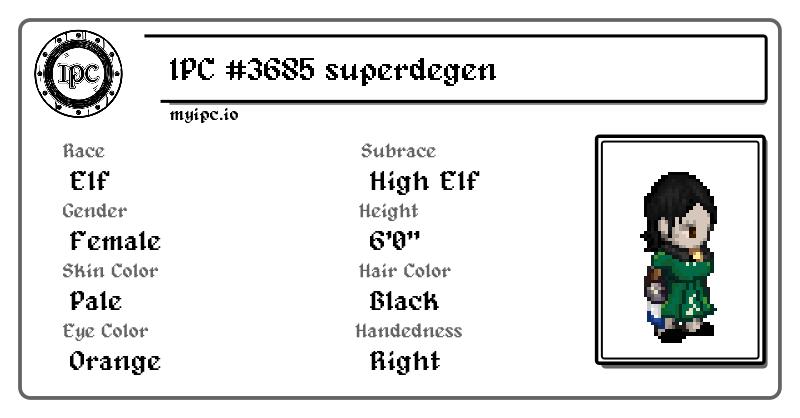 IPC
IPC #3685 superdegen
myipc.io
Race
Elf
Subrace
High Elf
Gender
Female
Height
6'0"
Skin Color
Pale
Hair Color
Black
Eye Color
Orange
Handedness
Right